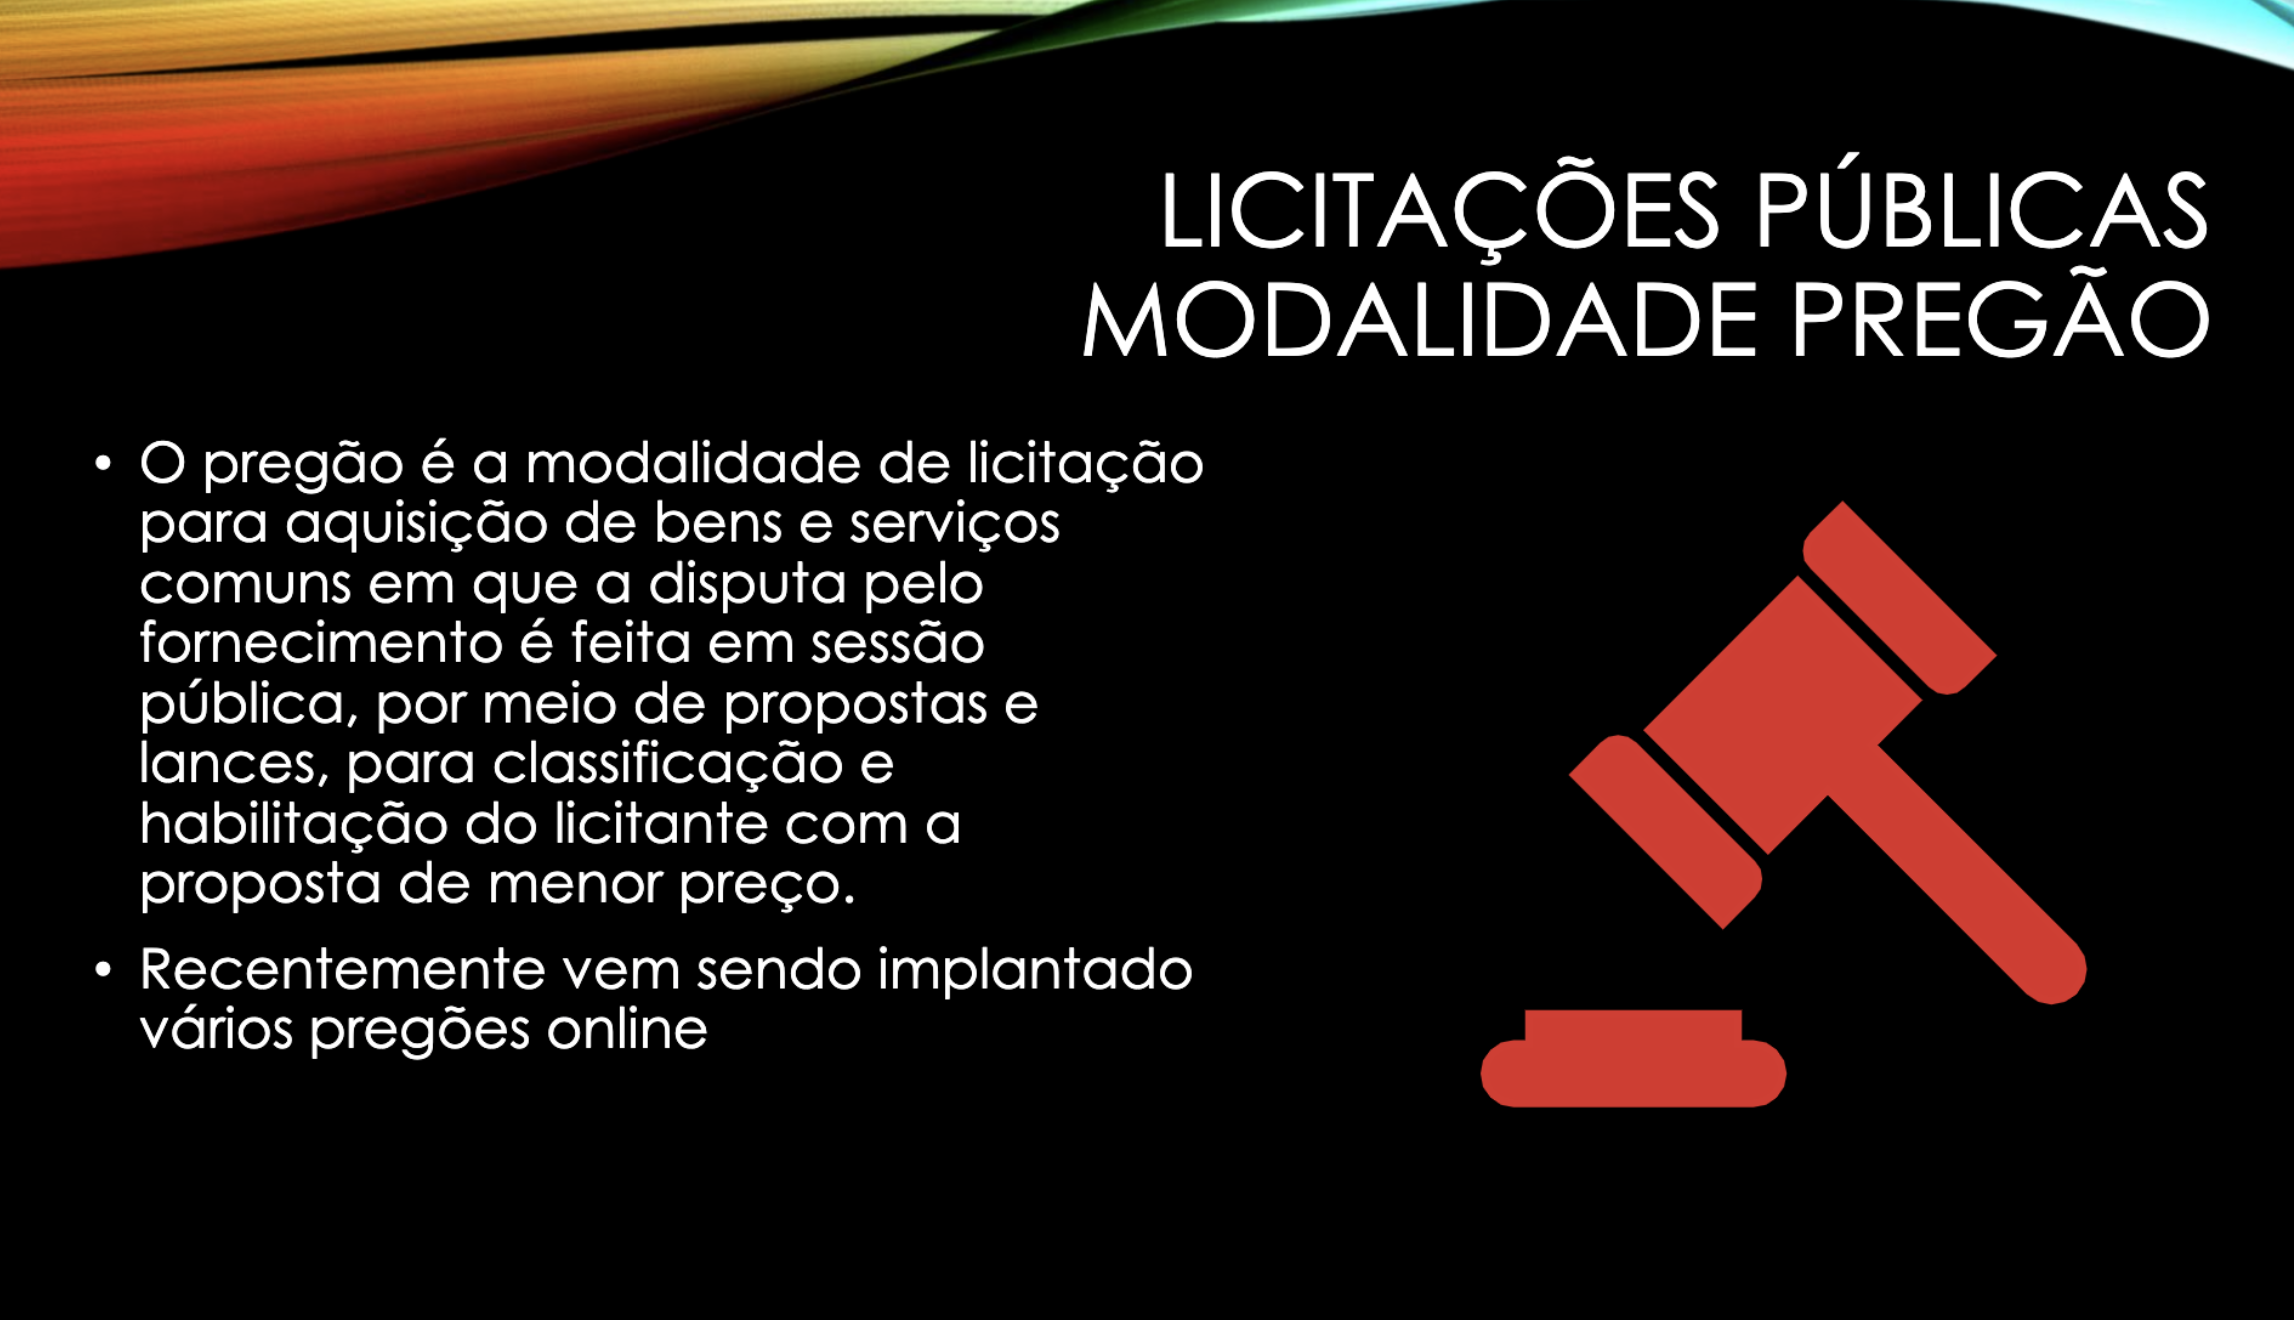 LICITAÇÕES PÚBLICAS
MODALIDADE PREGÃO
• O pregão é a modalidade de licitação
para aquisição de bens e serviços
comuns em que a disputa pelo
fornecimento é feita em sessão
pública, por meio de propostas e
lances, para classificação e
habilitação do licitante com a
proposta de menor preço.
• Recentemente vem sendo implantado
vários pregões online